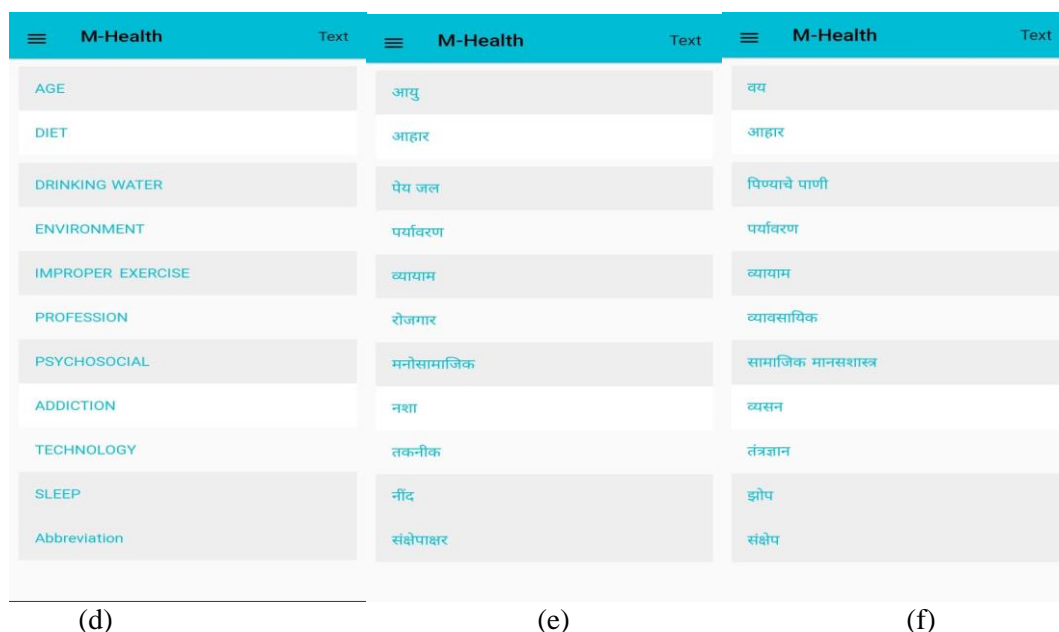 M-Health Text
AGE
DIET
DRINKING WATER
ENVIRONMENT
IMPROPER EXERCISE
PROFESSION
PSYCHOSOCIAL
ADDICTION
TECHNOLOGY
SLEEP
Abbreviation
(d)
M-Health Text
आयु
आहार
पेय जल
पर्यावरण
व्यायाम
रोजगार
मनोसामाजिक
नशा
तकनीक
नींद
संक्षेपाक्षर
(e)
M-Health Text
वय
आहार
पिण्याचे पाणी
पर्यावरण
व्यायाम
व्यावसायिक
सामाजिक मानसशास्त्र
व्यसन
तंत्रज्ञान
झोप
संक्षेप
(f)